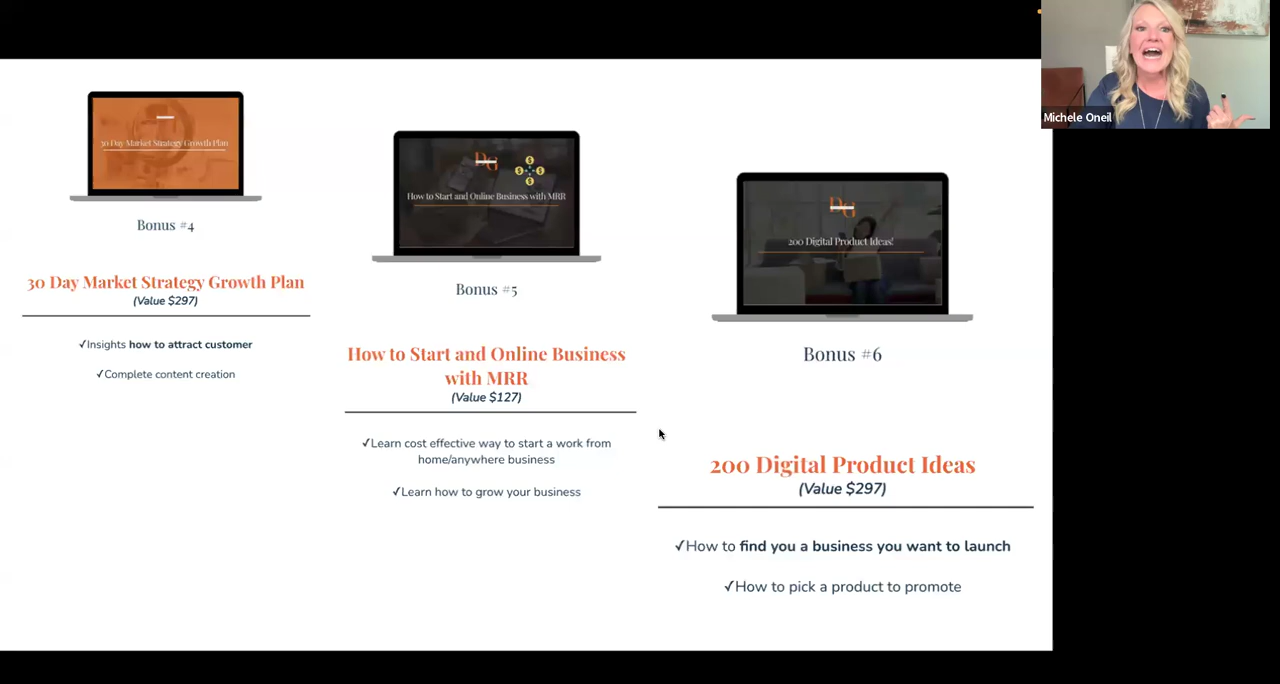 Michele Oneil
30 Day Market Strategy Growth Plan
Bonus #4
30 Day Market Strategy Growth Plan
(Value $297)
✓Insights how to attract customer
✓Complete content creation
DG
How to Start and Online Business with MRR
Bonus #5
How to Start and Online Business
with MRR
(Value $127)
✓Learn cost effective way to start a work from
home/anywhere business
✓Learn how to grow your business
DG
200 Digital Product Ideas!
Bonus #6
200 Digital Product Ideas
(Value $297)
✓How to find you a business you want to launch
✓How to pick a product to promote